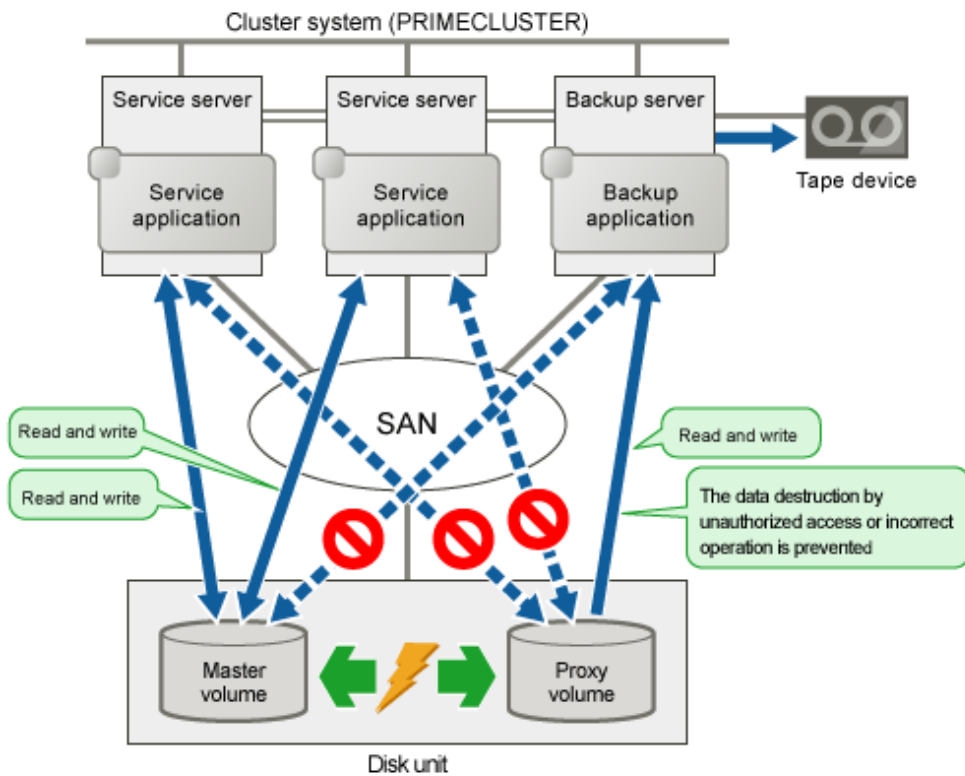 Cluster system (PRIMECLUSTER)
Service server
Service server
Backup server
Service
application
Service
application
Backup
application
Tape device
SAN
Read and write
Read and write
Read and write
The data destruction by
unauthorized access or incorrect
operation is prevented
Master
volume
Proxy
volume
Disk unit